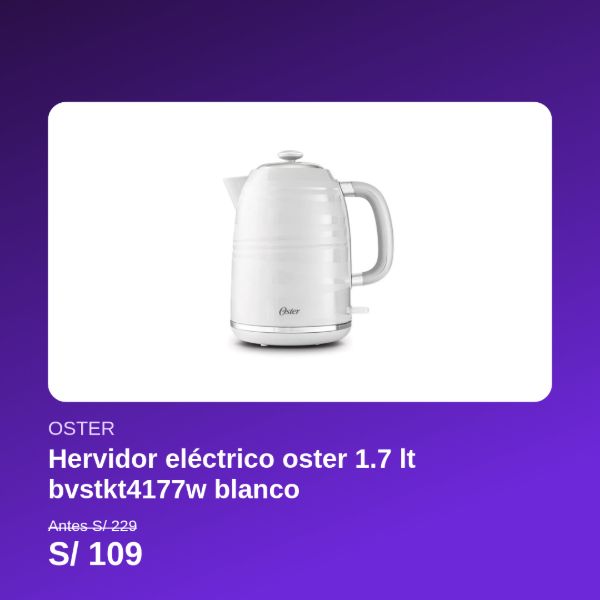 Oster
OSTER
Hervidor eléctrico oster 1.7 lt
bvstkt4177w blanco
Antes S/ 229
S/ 109